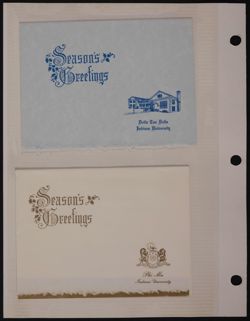 Season's
Greetings
Delta Tau Delta
Indiana University
Season's
Greetings
Phi Mu
Indiana University